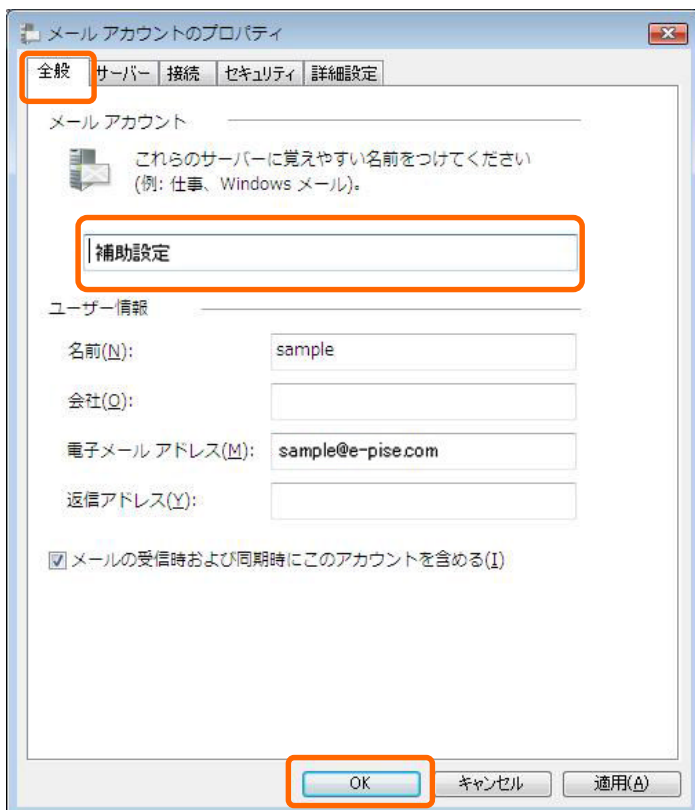 メール アカウントのプロパティ
全般 サーバー 接続 セキュリティ 詳細設定
メール アカウント
これらのサーバーに覚えやすい名前をつけてください
(例: 仕事、Windows メール)。
補助設定
ユーザー情報
名前(N): sample
会社(O):
電子メール アドレス(M): sample@e-pise.com
返信アドレス(Y):
メールの受信時および同期時にこのアカウントを含める(I)
OK キャンセル 適用(A)